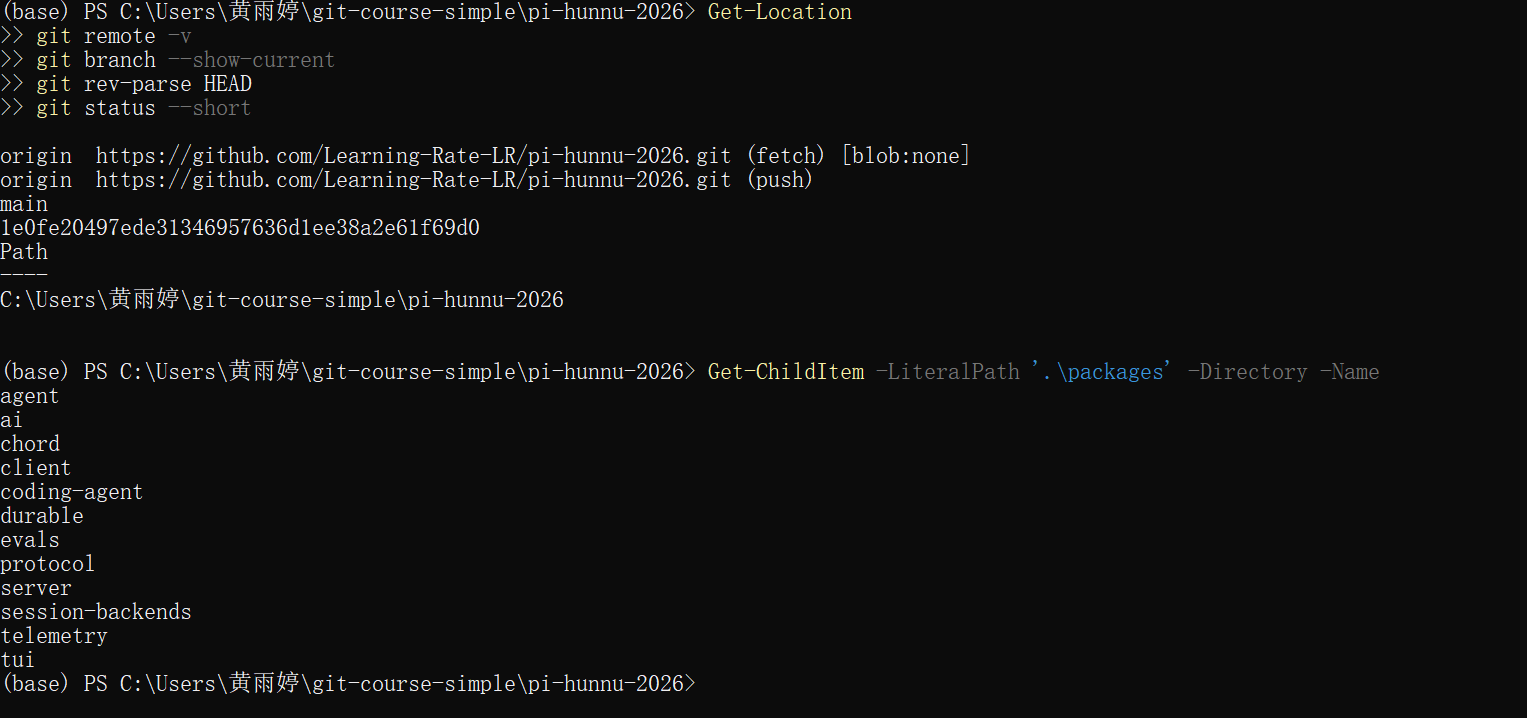 (base) PS C:\Users\黄雨婷\git-course-simple\pi-hunnu-2026> Get-Location
>> git remote -v
>> git branch --show-current
>> git rev-parse HEAD
>> git status --short
origin  https://github.com/Learning-Rate-LR/pi-hunnu-2026.git (fetch) [blob:none]
origin  https://github.com/Learning-Rate-LR/pi-hunnu-2026.git (push)
main
1e0fe20497ede31346957636d1ee38a2e61f69d0
Path
----
C:\Users\黄雨婷\git-course-simple\pi-hunnu-2026
(base) PS C:\Users\黄雨婷\git-course-simple\pi-hunnu-2026> Get-ChildItem -LiteralPath '.\packages' -Directory -Name
agent
ai
chord
client
coding-agent
durable
evals
protocol
server
session-backends
telemetry
tui
(base) PS C:\Users\黄雨婷\git-course-simple\pi-hunnu-2026>